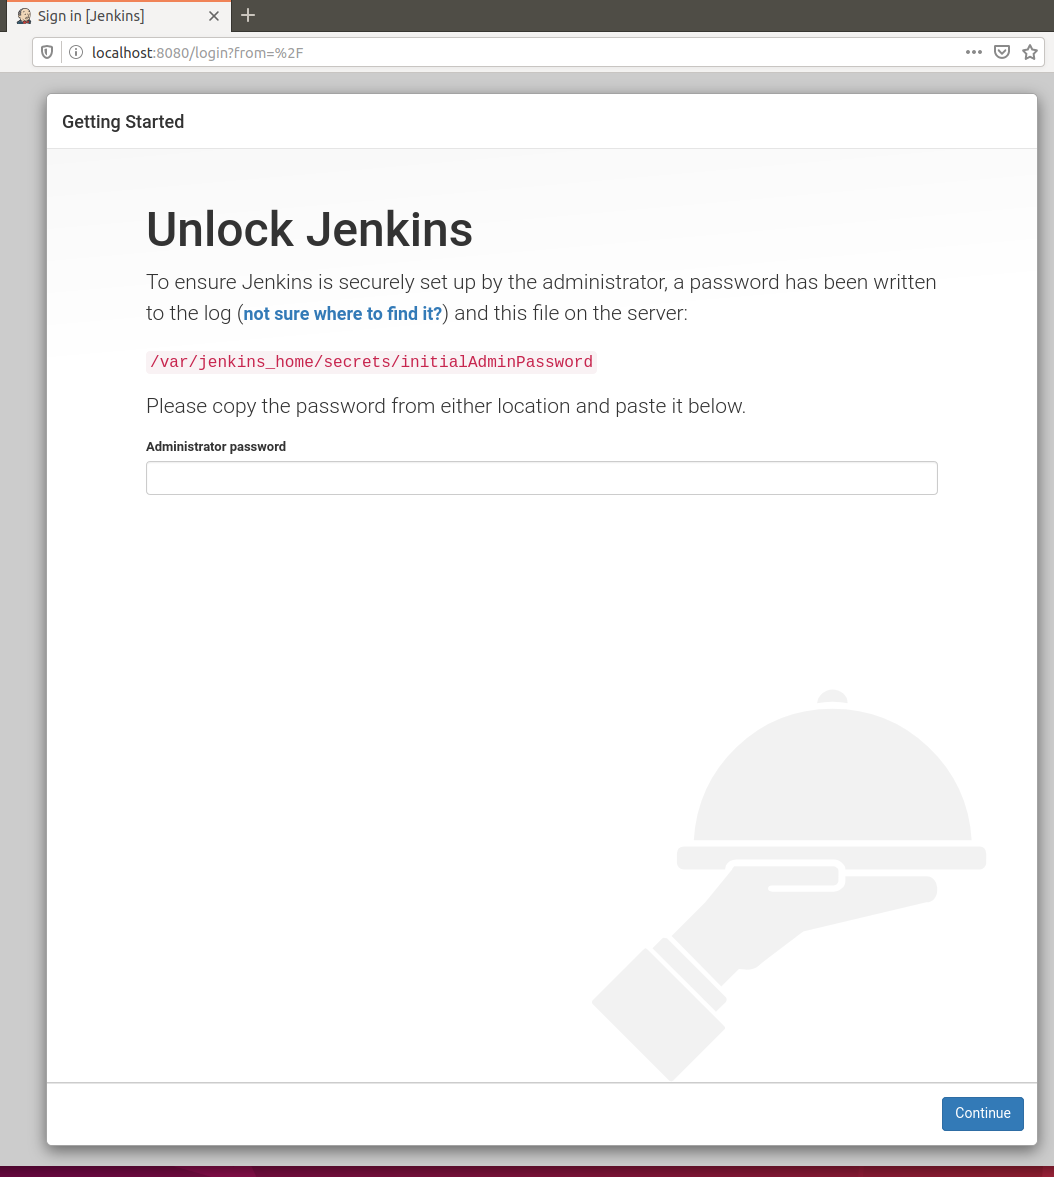 Sign in [Jenkins]
localhost:8080/login?from=%2F
Getting Started
Unlock Jenkins
To ensure Jenkins is securely set up by the administrator, a password has been written
to the log (not sure where to find it?) and this file on the server:
/var/jenkins_home/secrets/initialAdminPassword
Please copy the password from either location and paste it below.
Administrator password
Continue